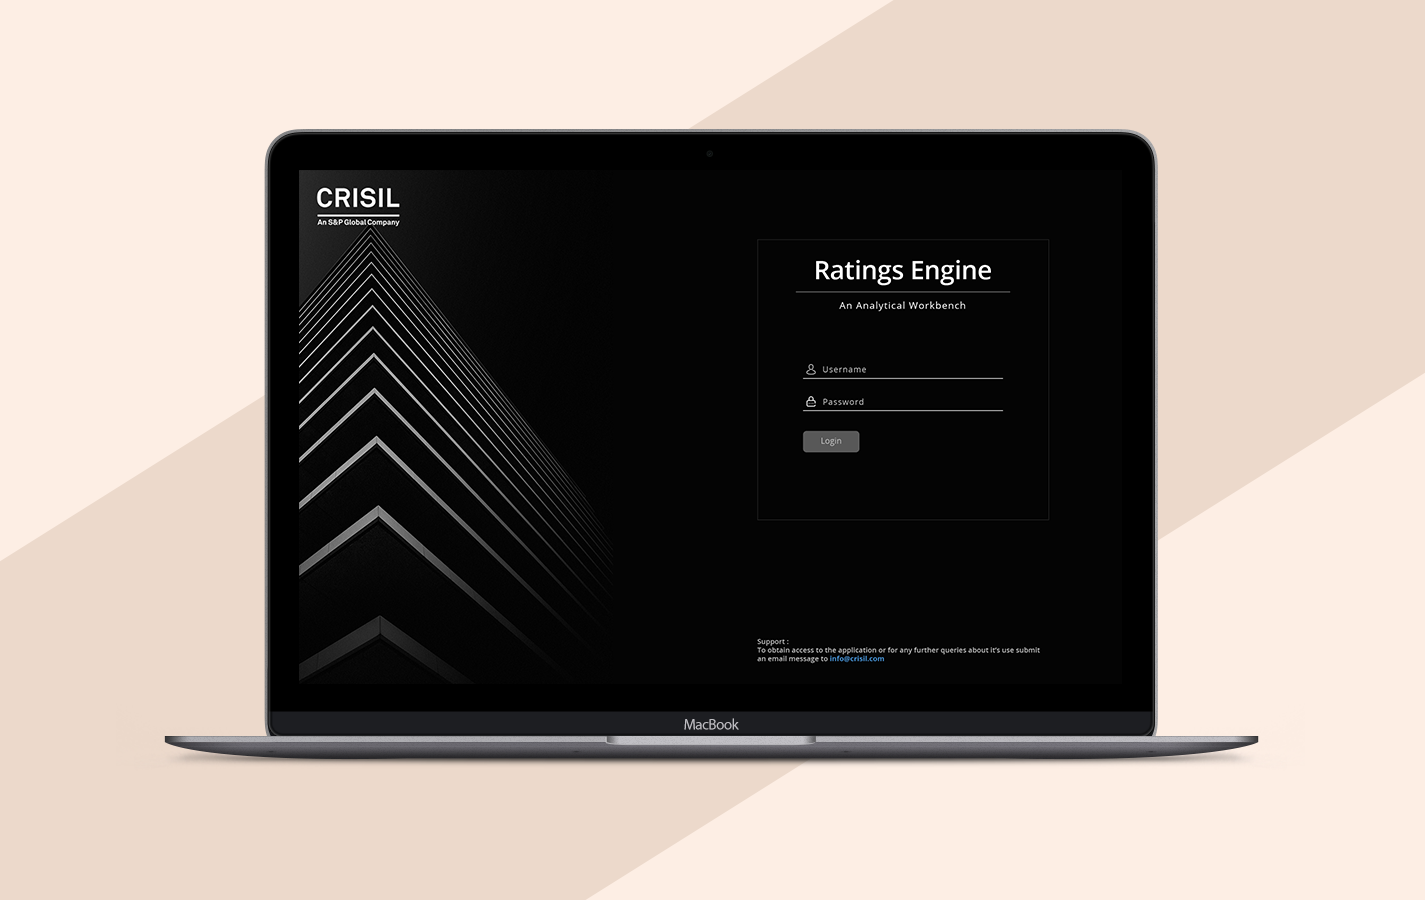 CRISIL
An S&P Global Company
Ratings Engine
An Analytical Workbench
Username
Password
Login
Support :
To obtain access to the application or for any further queries about it's use submit
an email message to info@crisil.com
MacBook